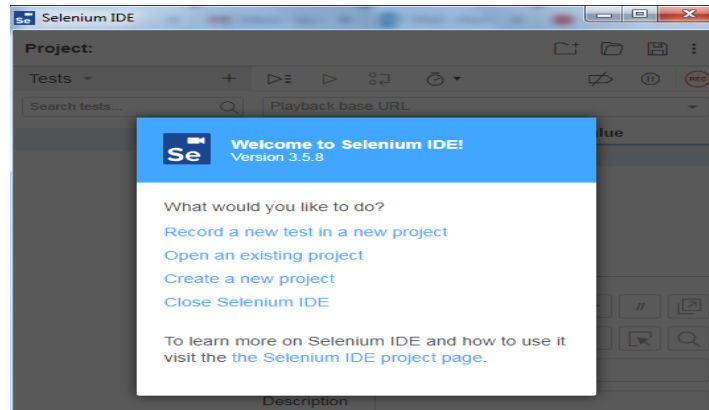 Se Selenium IDE
Project:
Tests
Search tests...
Playback base URL
alue
Se
Welcome to Selenium IDE!
Version 3.5.8
What would you like to do?
Record a new test in a new project
Open an existing project
Create a new project
Close Selenium IDE
To learn more on Selenium IDE and how to use it
visit the the Selenium IDE project page.
Description
REC
//